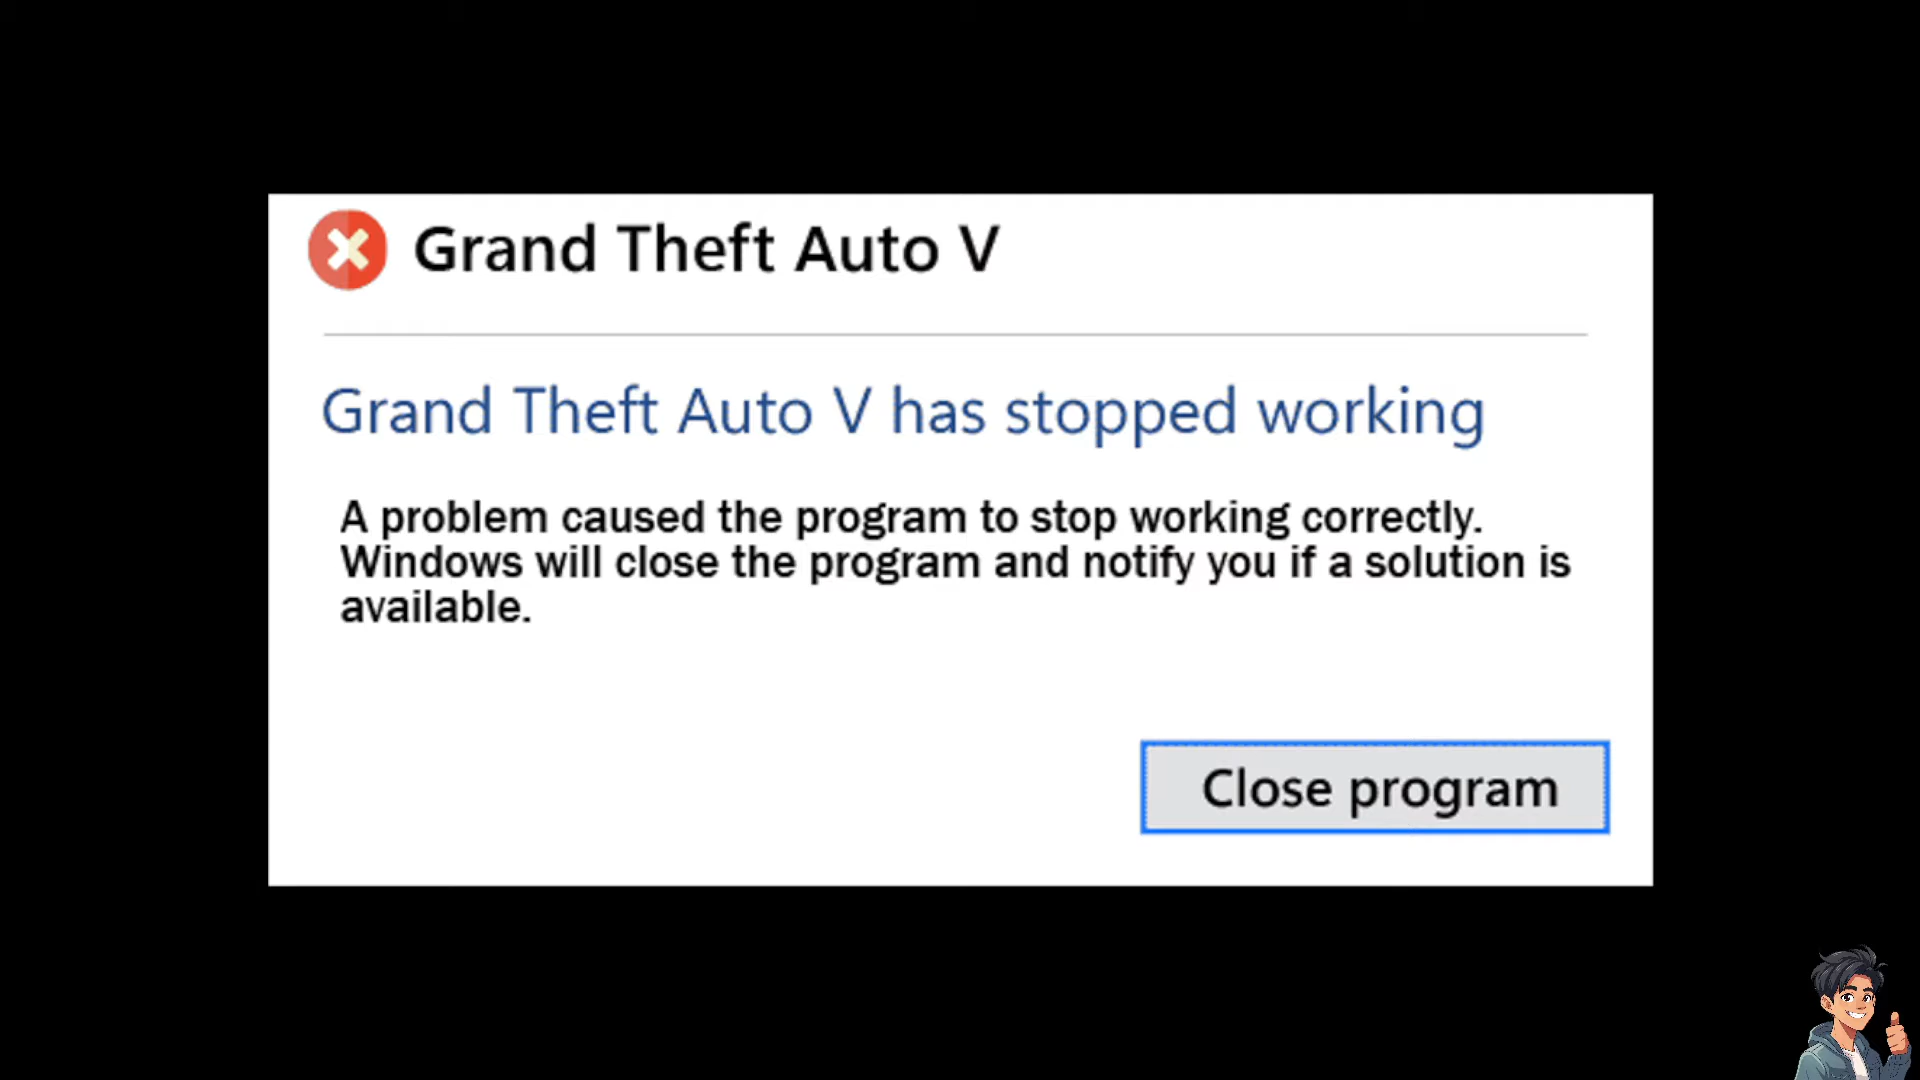 Grand Theft Auto V
Grand Theft Auto V has stopped working
A problem caused the program to stop working correctly.
Windows will close the program and notify you if a solution is
available.
Close program